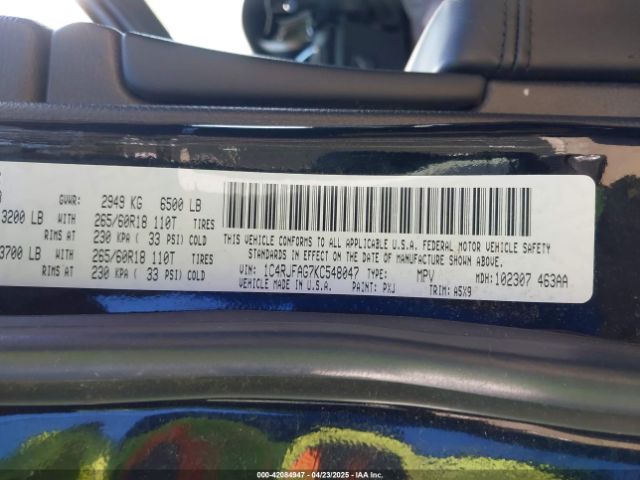 GVWR: 2949 KG 6500 LB
3200 LB WITH 265/60R18 110T TIRES
RIMS AT 230 KPA ( 33 PSI) COLD
3700 LB WITH 265/60R18 110T TIRES
RIMS AT 230 KPA ( 33 PSI) COLD
THIS VEHICLE CONFORMS TO ALL APPLICABLE U.S.A. FEDERAL MOTOR VEHICLE SAFETY
STANDARDS IN EFFECT ON THE DATE OF MANUFACTURE SHOWN ABOVE.
VIN: 1C4RJFAG7KC548047 TYPE: MPV MDH: 102307 463AA
VEHICLE MADE IN U.S.A. PAINT: PXJ TRIM: A5X9
000-42084947 - 04/23/2025 - IAAI.COM